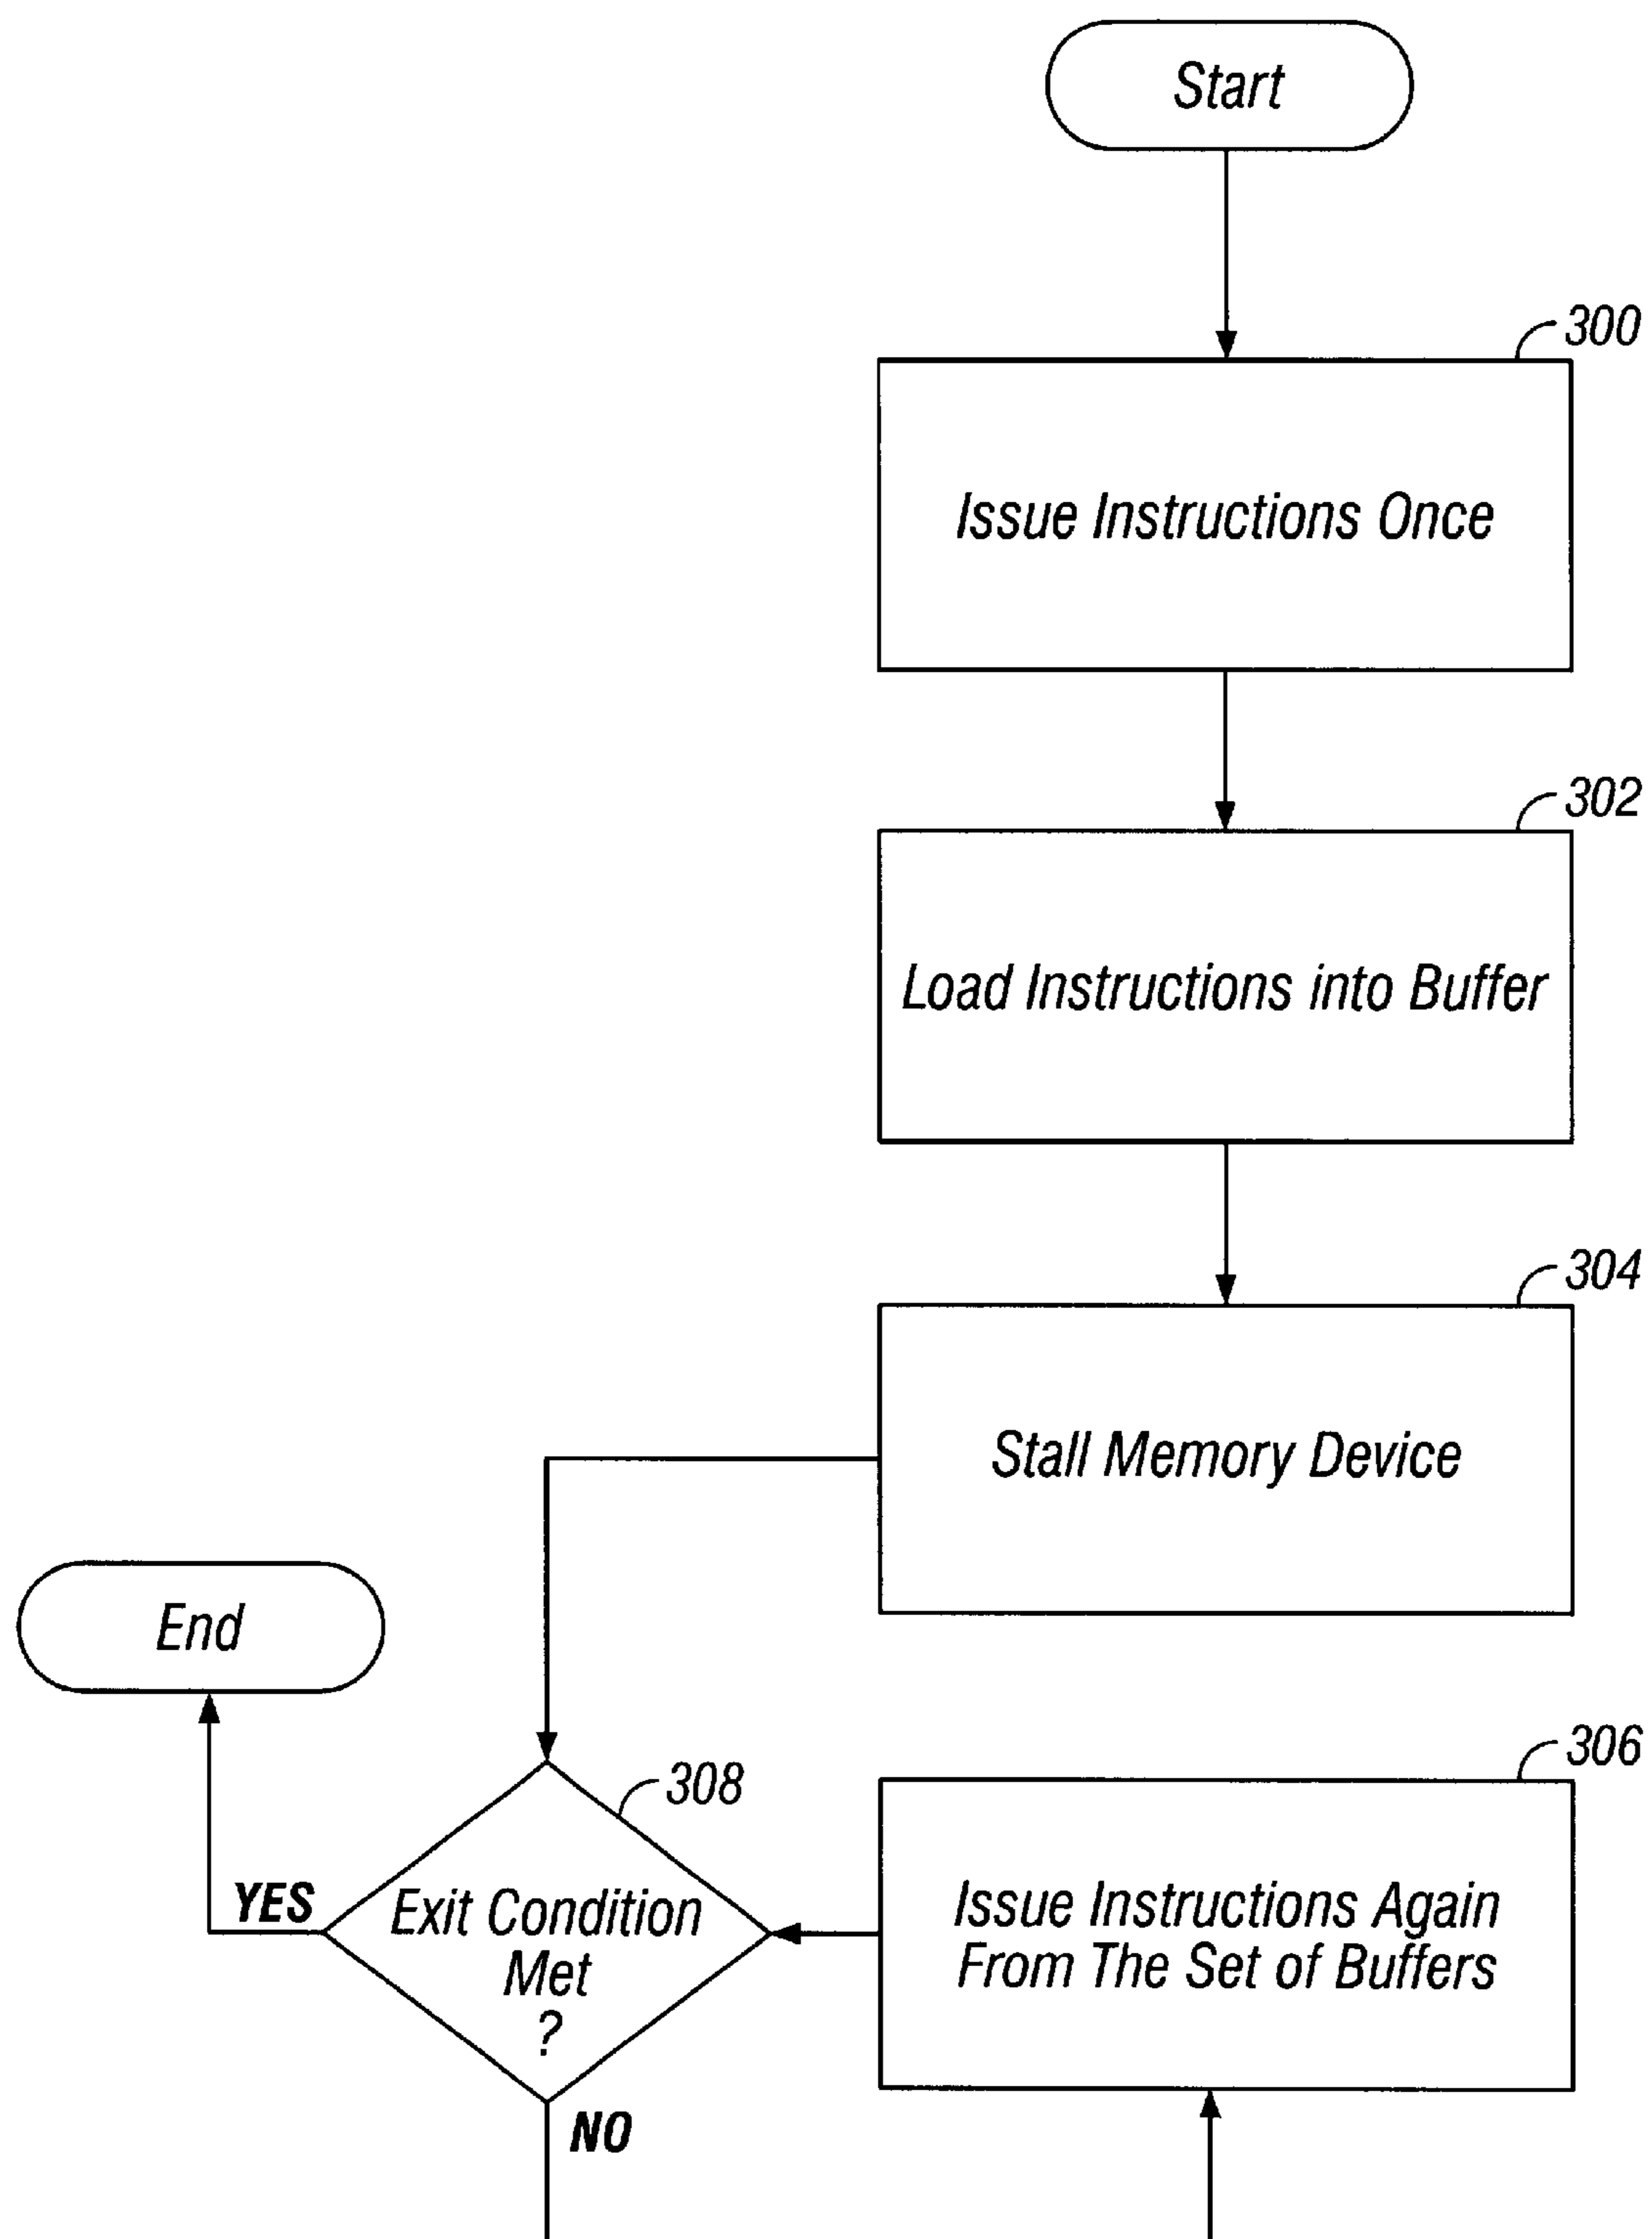 Start
300
Issue Instructions Once
302
Load Instructions into Buffer
304
Stall Memory Device
End
306
308
YES
Exit Condition
Met
?
Issue Instructions Again
From The Set of Buffers
NO